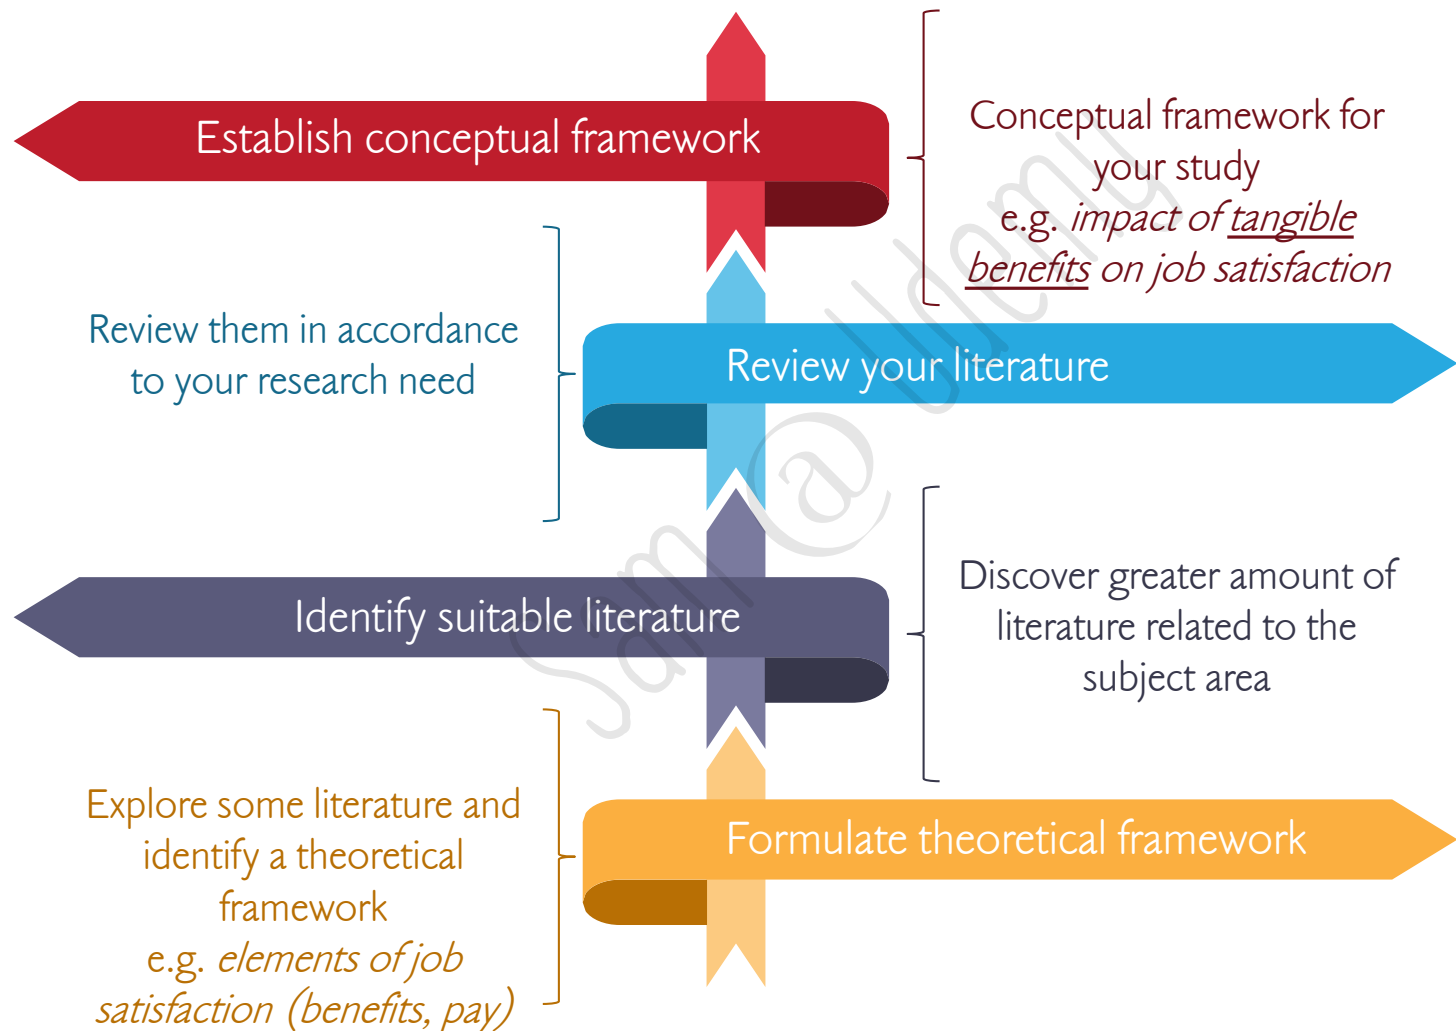 Establish conceptual framework
Conceptual framework for
your study
e.g. impact of tangible
benefits on job satisfaction
Review them in accordance
to your research need
Review your literature
Identify suitable literature
Discover greater amount of
literature related to the
subject area
Explore some literature and
identify a theoretical
framework
e.g. elements of job
satisfaction (benefits, pay)
Formulate theoretical framework
Sam @ Udemy